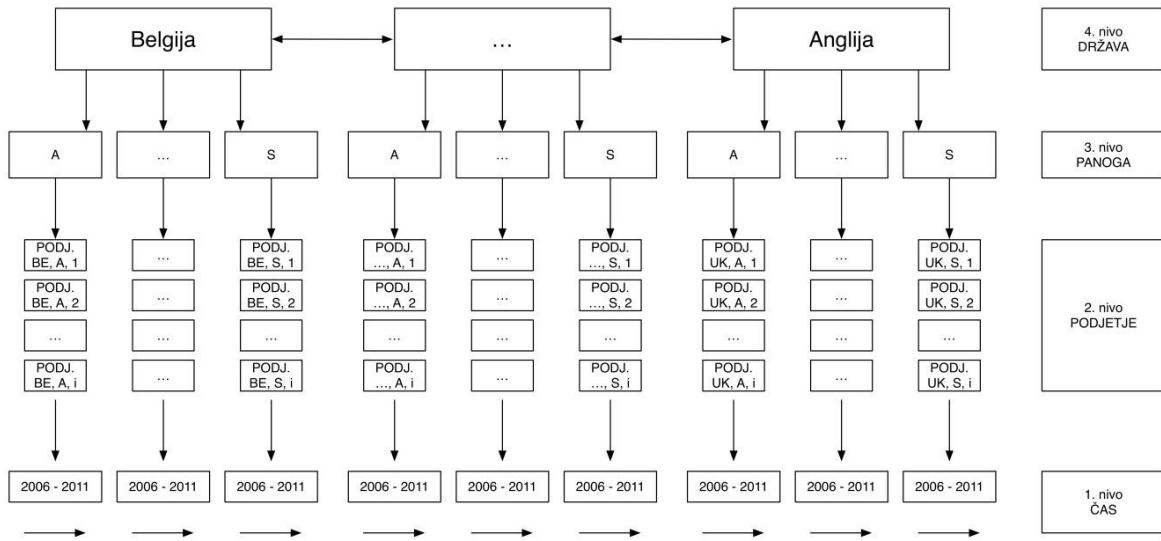 Belgija
…
Anglija
4. nivo
DRŽAVA
A
…
S
A
…
S
A
…
S
3. nivo
PANOGA
PODJ.
BE, A, 1
…
PODJ.
BE, S, 1
PODJ.
…, A, 1
…
PODJ.
…, S, 1
PODJ.
UK, A, 1
…
PODJ.
UK, S, 1
PODJ.
BE, A, 2
…
PODJ.
BE, S, 2
PODJ.
…, A, 2
…
PODJ.
…, S, 2
PODJ.
UK, A, 2
…
PODJ.
UK, S, 2
2. nivo
PODJETJE
…
…
…
…
…
…
…
…
…
PODJ.
BE, A, i
…
PODJ.
BE, S, i
PODJ.
…, A, i
…
PODJ.
…, S, i
PODJ.
UK, A, i
…
PODJ.
UK, S, i
2006 - 2011
2006 - 2011
2006 - 2011
2006 - 2011
2006 - 2011
2006 - 2011
2006 - 2011
2006 - 2011
2006 - 2011
1. nivo
ČAS